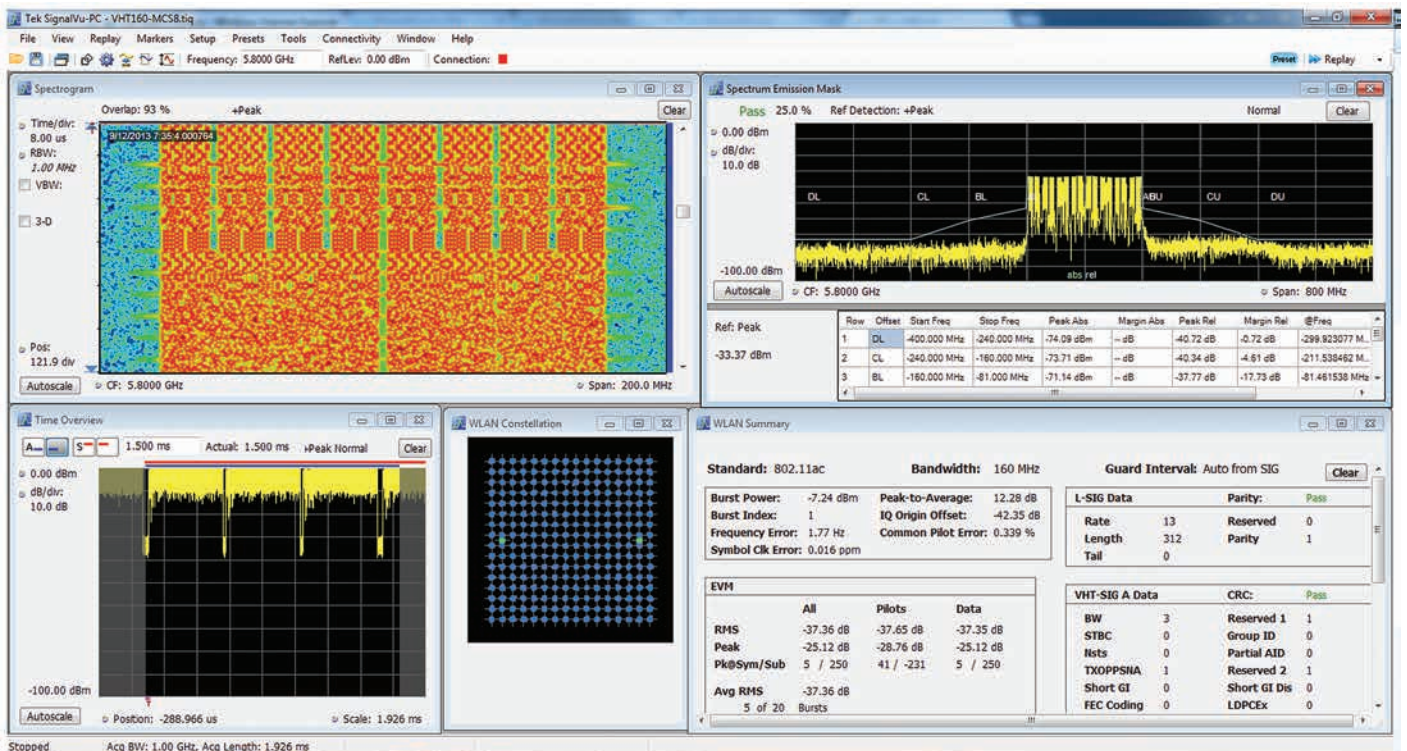 Tek SignalVu-PC - VHT160-MCS8.tiq
File View Replay Markers Setup Presets Tools Connectivity Window Help
Frequency: 5.8000 GHz RefLev: 0.00 dBm Connection: Preset Replay
Spectrogram
Overlap: 93 % +Peak Clear
Time/div:
8.00 us
RBW:
1.00 MHz
VBW:
3-D
9/12/2013 7:35:4.000764
Pos:
121.9 div
Autoscale CF: 5.8000 GHz Span: 200.0 MHz
Spectrum Emission Mask
Pass 25.0 % Ref Detection: +Peak Normal Clear
0.00 dBm
dB/div:
10.0 dB
DL CL BL ABU CU DU
abs rel
-100.00 dBm
Autoscale CF: 5.8000 GHz Span: 800 MHz
Ref: Peak
-33.37 dBm
Row Offset Start Freq Stop Freq Peak Abs Margin Abs Peak Rel Margin Rel @Freq
1 DL -400.000 MHz -240.000 MHz -74.09 dBm -- dB -40.72 dB -0.72 dB -299.923077 M...
2 CL -240.000 MHz -160.000 MHz -73.71 dBm -- dB -40.34 dB -4.61 dB -211.538462 M...
3 BL -160.000 MHz -81.000 MHz -71.14 dBm -- dB -37.77 dB -17.73 dB -81.461538 MHz
Time Overview
A S 1.500 ms Actual: 1.500 ms +Peak Normal Clear
0.00 dBm
dB/div:
10.0 dB
-100.00 dBm
Autoscale Position: -288.966 us Scale: 1.926 ms
WLAN Constellation
WLAN Summary
Standard: 802.11ac Bandwidth: 160 MHz Guard Interval: Auto from SIG Clear
Burst Power: -7.24 dBm Peak-to-Average: 12.28 dB
Burst Index: 1 IQ Origin Offset: -42.35 dB
Frequency Error: 1.77 Hz Common Pilot Error: 0.339 %
Symbol Clk Error: 0.016 ppm
L-SIG Data Parity: Pass
Rate 13 Reserved 0
Length 312 Parity 1
Tail 0
EVM
All Pilots Data
RMS -37.36 dB -37.65 dB -37.35 dB
Peak -25.12 dB -28.76 dB -25.12 dB
Pk@Sym/Sub 5 / 250 41 / -231 5 / 250
Avg RMS -37.36 dB
5 of 20 Bursts
VHT-SIG A Data CRC: Pass
BW 3 Reserved 1 1
STBC 0 Group ID 0
Nsts 0 Partial AID 0
TXOPPSNA 1 Reserved 2 1
Short GI 0 Short GI Dis 0
FEC Coding 0 LDPCEx 0
Stopped Acq BW: 1.00 GHz, Acq Length: 1.926 ms